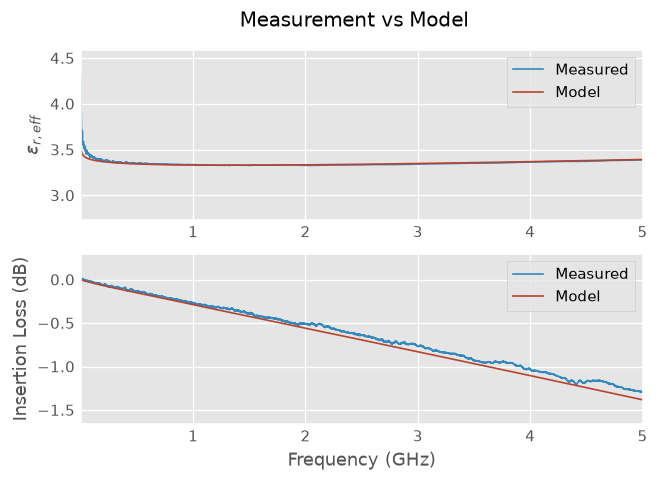 Measurement vs Model
4.5
4.0
3.5
3.0
εr,eff
Measured
Model
1
2
3
4
5
0.0
−0.5
−1.0
−1.5
Insertion Loss (dB)
Measured
Model
1
2
3
4
5
Frequency (GHz)